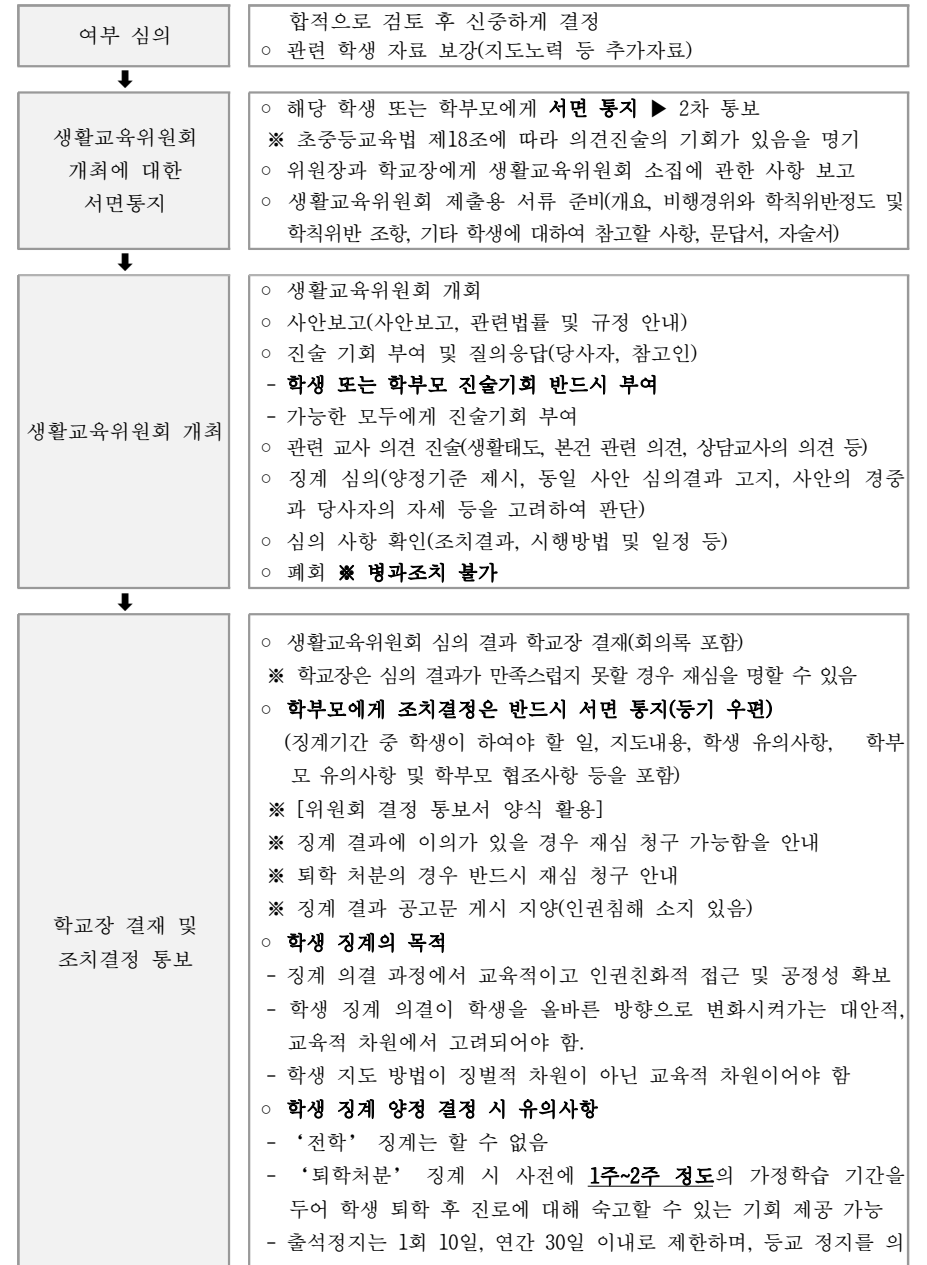 여부 심의
합적으로 검토 후 신중하게 결정
○ 관련 학생 자료 보강(지도노력 등 추가자료)
⬇
생활교육위원회
개최에 대한
서면통지
○ 해당 학생 또는 학부모에게 서면 통지 ▶ 2차 통보
※ 초중등교육법 제18조에 따라 의견진술의 기회가 있음을 명기
○ 위원장과 학교장에게 생활교육위원회 소집에 관한 사항 보고
○ 생활교육위원회 제출용 서류 준비(개요, 비행경위와 학칙위반정도 및
학칙위반 조항, 기타 학생에 대하여 참고할 사항, 문답서, 자술서)
⬇
생활교육위원회 개최
○ 생활교육위원회 개회
○ 사안보고(사안보고, 관련법률 및 규정 안내)
○ 진술 기회 부여 및 질의응답(당사자, 참고인)
- 학생 또는 학부모 진술기회 반드시 부여
- 가능한 모두에게 진술기회 부여
○ 관련 교사 의견 진술(생활태도, 본건 관련 의견, 상담교사의 의견 등)
○ 징계 심의(양정기준 제시, 동일 사안 심의결과 고지, 사안의 경중
과 당사자의 자세 등을 고려하여 판단)
○ 심의 사항 확인(조치결과, 시행방법 및 일정 등)
○ 폐회 ※ 병과조치 불가
⬇
학교장 결재 및
조치결정 통보
○ 생활교육위원회 심의 결과 학교장 결재(회의록 포함)
※ 학교장은 심의 결과가 만족스럽지 못할 경우 재심을 명할 수 있음
○ 학부모에게 조치결정은 반드시 서면 통지(등기 우편)
(징계기간 중 학생이 하여야 할 일, 지도내용, 학생 유의사항, 학부
모 유의사항 및 학부모 협조사항 등을 포함)
※ [위원회 결정 통보서 양식 활용]
※ 징계 결과에 이의가 있을 경우 재심 청구 가능함을 안내
※ 퇴학 처분의 경우 반드시 재심 청구 안내
※ 징계 결과 공고문 게시 지양(인권침해 소지 있음)
○ 학생 징계의 목적
- 징계 의결 과정에서 교육적이고 인권친화적 접근 및 공정성 확보
- 학생 징계 의결이 학생을 올바른 방향으로 변화시켜가는 대안적,
교육적 차원에서 고려되어야 함.
- 학생 지도 방법이 징벌적 차원이 아닌 교육적 차원이어야 함
○ 학생 징계 양정 결정 시 유의사항
- ‘전학’ 징계는 할 수 없음
- ‘퇴학처분’ 징계 시 사전에 1주~2주 정도의 가정학습 기간을
두어 학생 퇴학 후 진로에 대해 숙고할 수 있는 기회 제공 가능
- 출석정지는 1회 10일, 연간 30일 이내로 제한하며, 등교 정지를 의